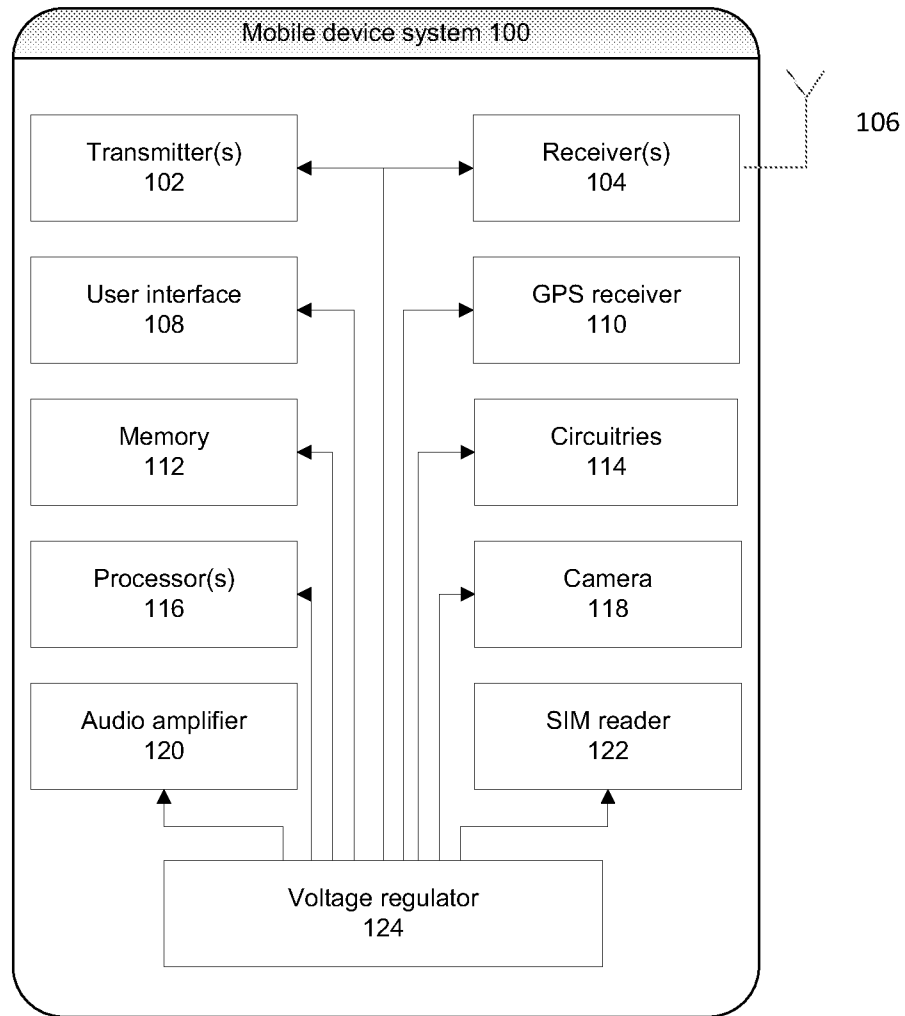 Mobile device system 100
106
Transmitter(s)
102
Receiver(s)
104
User interface
108
GPS receiver
110
Memory
112
Circuitries
114
Processor(s)
116
Camera
118
Audio amplifier
120
SIM reader
122
Voltage regulator
124